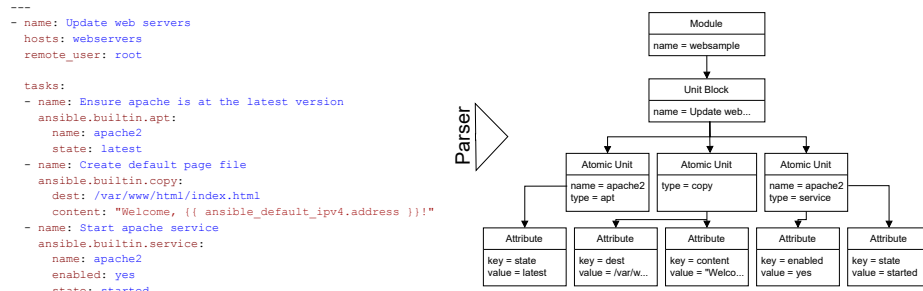 ---
- name: Update web servers
  hosts: webservers
  remote_user: root

  tasks:
  - name: Ensure apache is at the latest version
    ansible.builtin.apt:
      name: apache2
      state: latest
  - name: Create default page file
    ansible.builtin.copy:
      dest: /var/www/html/index.html
      content: "Welcome, {{ ansible_default_ipv4.address }}!"
  - name: Start apache service
    ansible.builtin.service:
      name: apache2
      enabled: yes
      state: started
Parser
Module
name = websample
Unit Block
name = Update web...
Atomic Unit
name = apache2
type = apt
Atomic Unit
type = copy
Atomic Unit
name = apache2
type = service
Attribute
key = state
value = latest
Attribute
key = dest
value = /var/w...
Attribute
key = content
value = "Welco...
Attribute
key = enabled
value = yes
Attribute
key = state
value = started